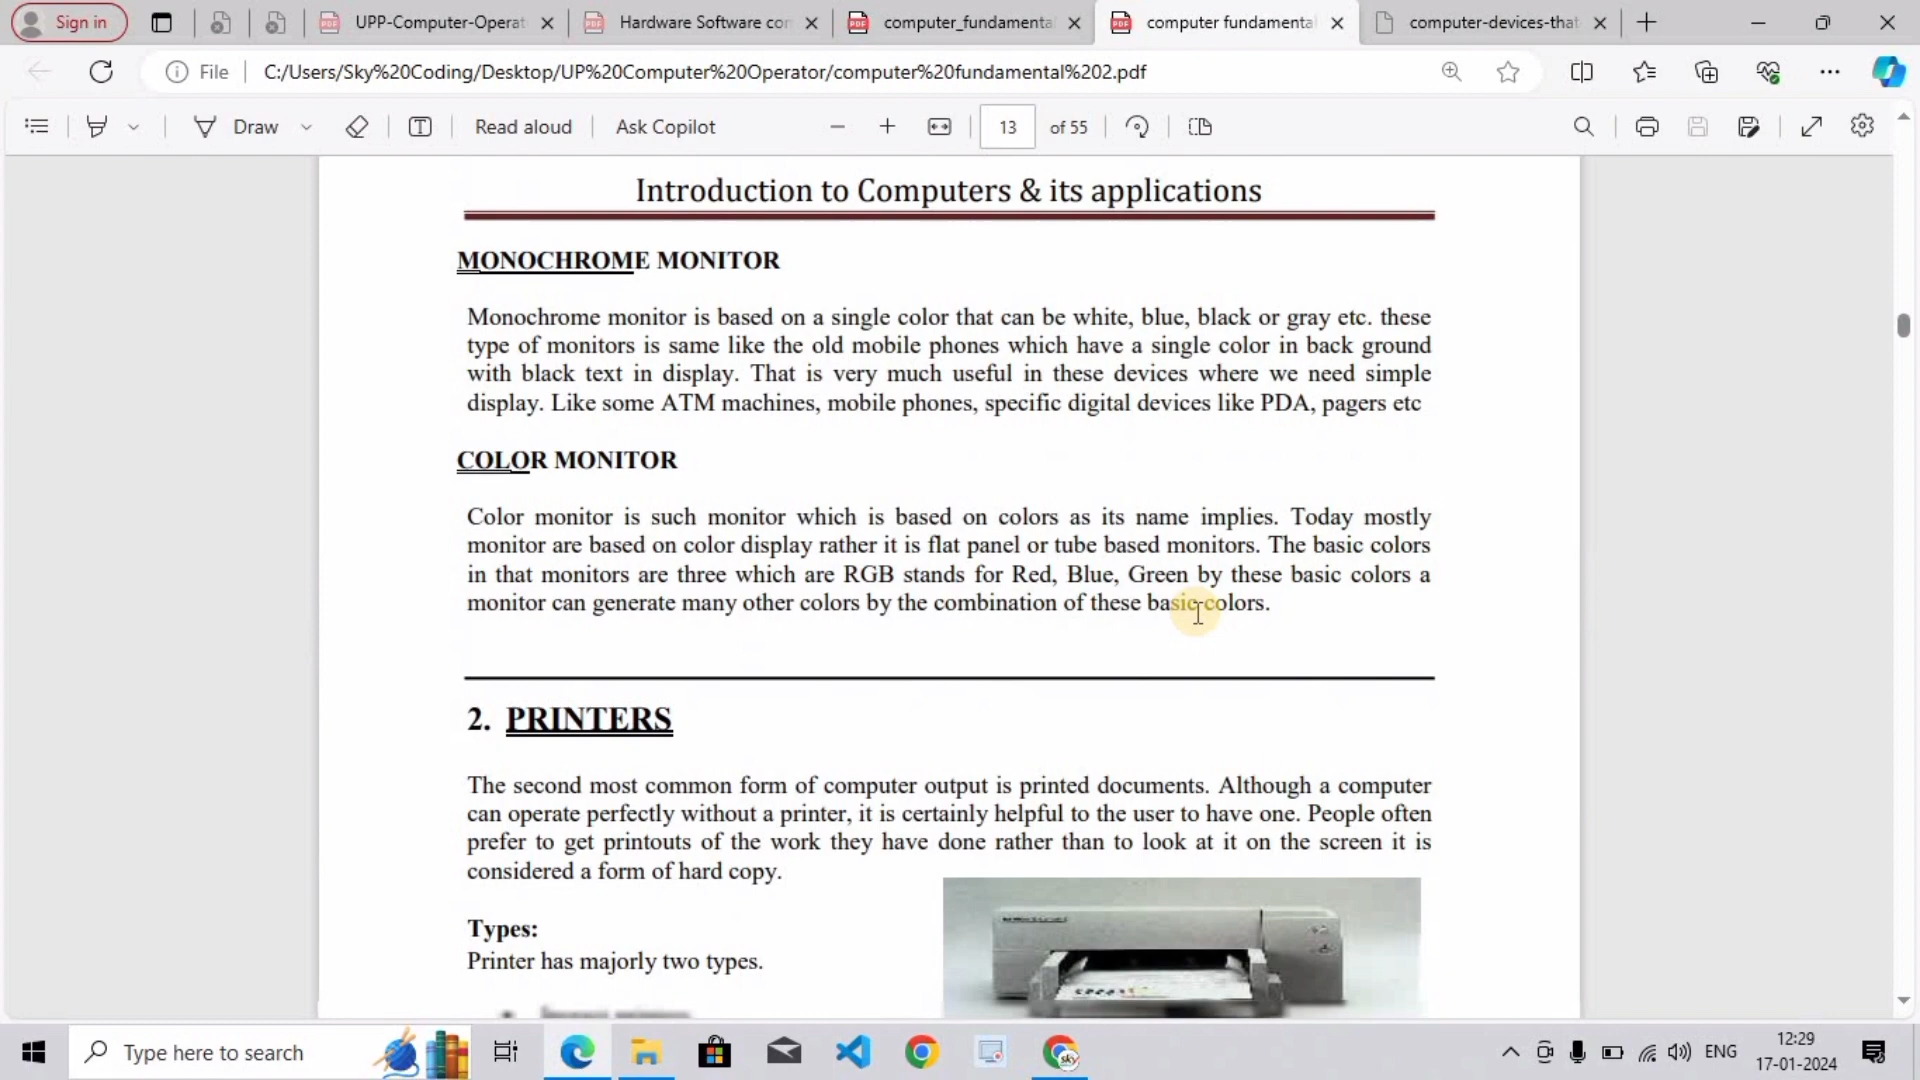 Sign in
UPP-Computer-Operat
Hardware Software con
computer_fundamenta
computer fundamenta
computer-devices-that
File
C:/Users/Sky%20Coding/Desktop/UP%20Computer%20Operator/computer%20fundamental%202.pdf
Draw
Read aloud
Ask Copilot
13
of 55
Introduction to Computers & its applications
MONOCHROME MONITOR
Monochrome monitor is based on a single color that can be white, blue, black or gray etc. these
type of monitors is same like the old mobile phones which have a single color in back ground
with black text in display. That is very much useful in these devices where we need simple
display. Like some ATM machines, mobile phones, specific digital devices like PDA, pagers etc
COLOR MONITOR
Color monitor is such monitor which is based on colors as its name implies. Today mostly
monitor are based on color display rather it is flat panel or tube based monitors. The basic colors
in that monitors are three which are RGB stands for Red, Blue, Green by these basic colors a
monitor can generate many other colors by the combination of these basic colors.
2. PRINTERS
The second most common form of computer output is printed documents. Although a computer
can operate perfectly without a printer, it is certainly helpful to the user to have one. People often
prefer to get printouts of the work they have done rather than to look at it on the screen it is
considered a form of hard copy.
Types:
Printer has majorly two types.
Type here to search
ENG
12:29
17-01-2024